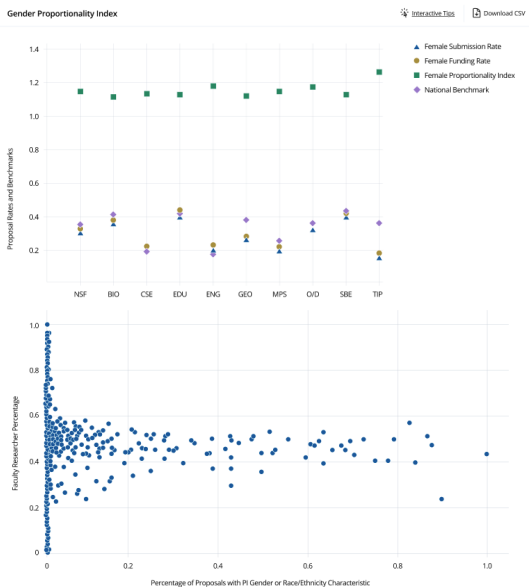 Gender Proportionality Index
Interactive Tips
Download CSV
Female Submission Rate
Female Funding Rate
Female Proportionality Index
National Benchmark
Proposal Rates and Benchmarks
1.4
1.2
1.0
0.8
0.6
0.4
0.2
NSF BIO CSE EDU ENG GEO MPS O/D SBE TIP
Faculty Researcher Percentage
1.0
0.8
0.6
0.4
0.2
0
0 0.2 0.4 0.6 0.8 1.0
Percentage of Proposals with PI Gender or Race/Ethnicity Characteristic